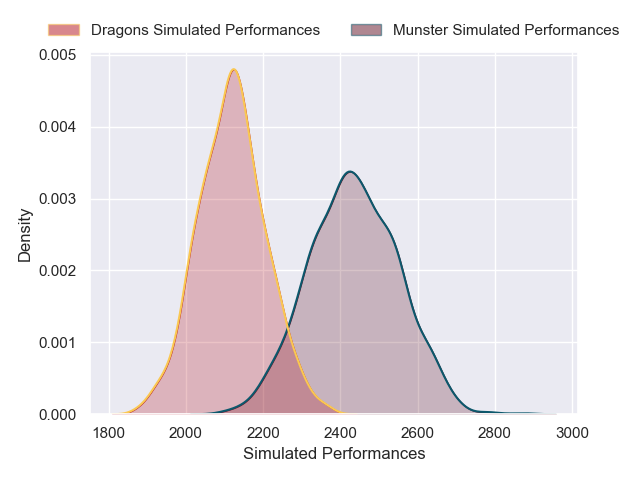 Dragons Simulated Performances Munster Simulated Performances
0.005
0.004
0.003
0.002
0.001
0.000
Density
1800 2000 2200 2400 2600 2800 3000
Simulated Performances